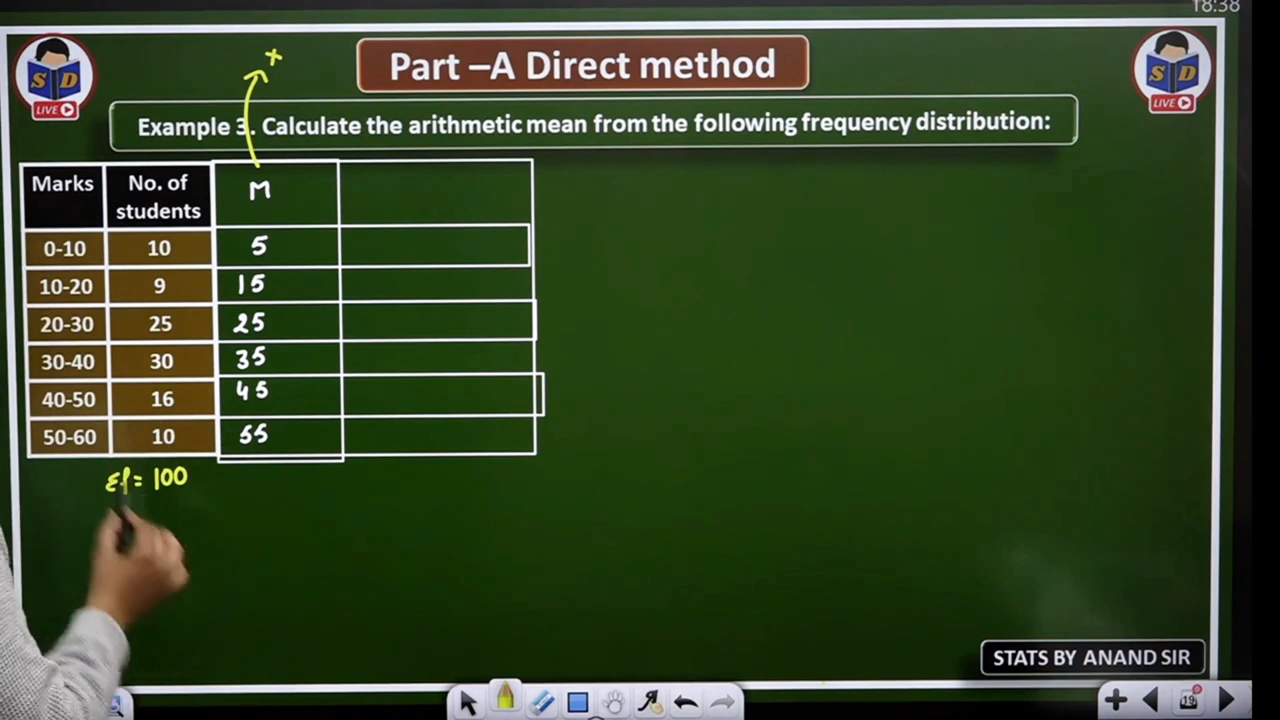 18:38
S D
LIVE
Part –A Direct method
S D
LIVE
x
Example 3. Calculate the arithmetic mean from the following frequency distribution:
Marks No. of students M
0-10 10 5
10-20 9 15
20-30 25 25
30-40 30 35
40-50 16 45
50-60 10 55
Σf = 100
STATS BY ANAND SIR
19